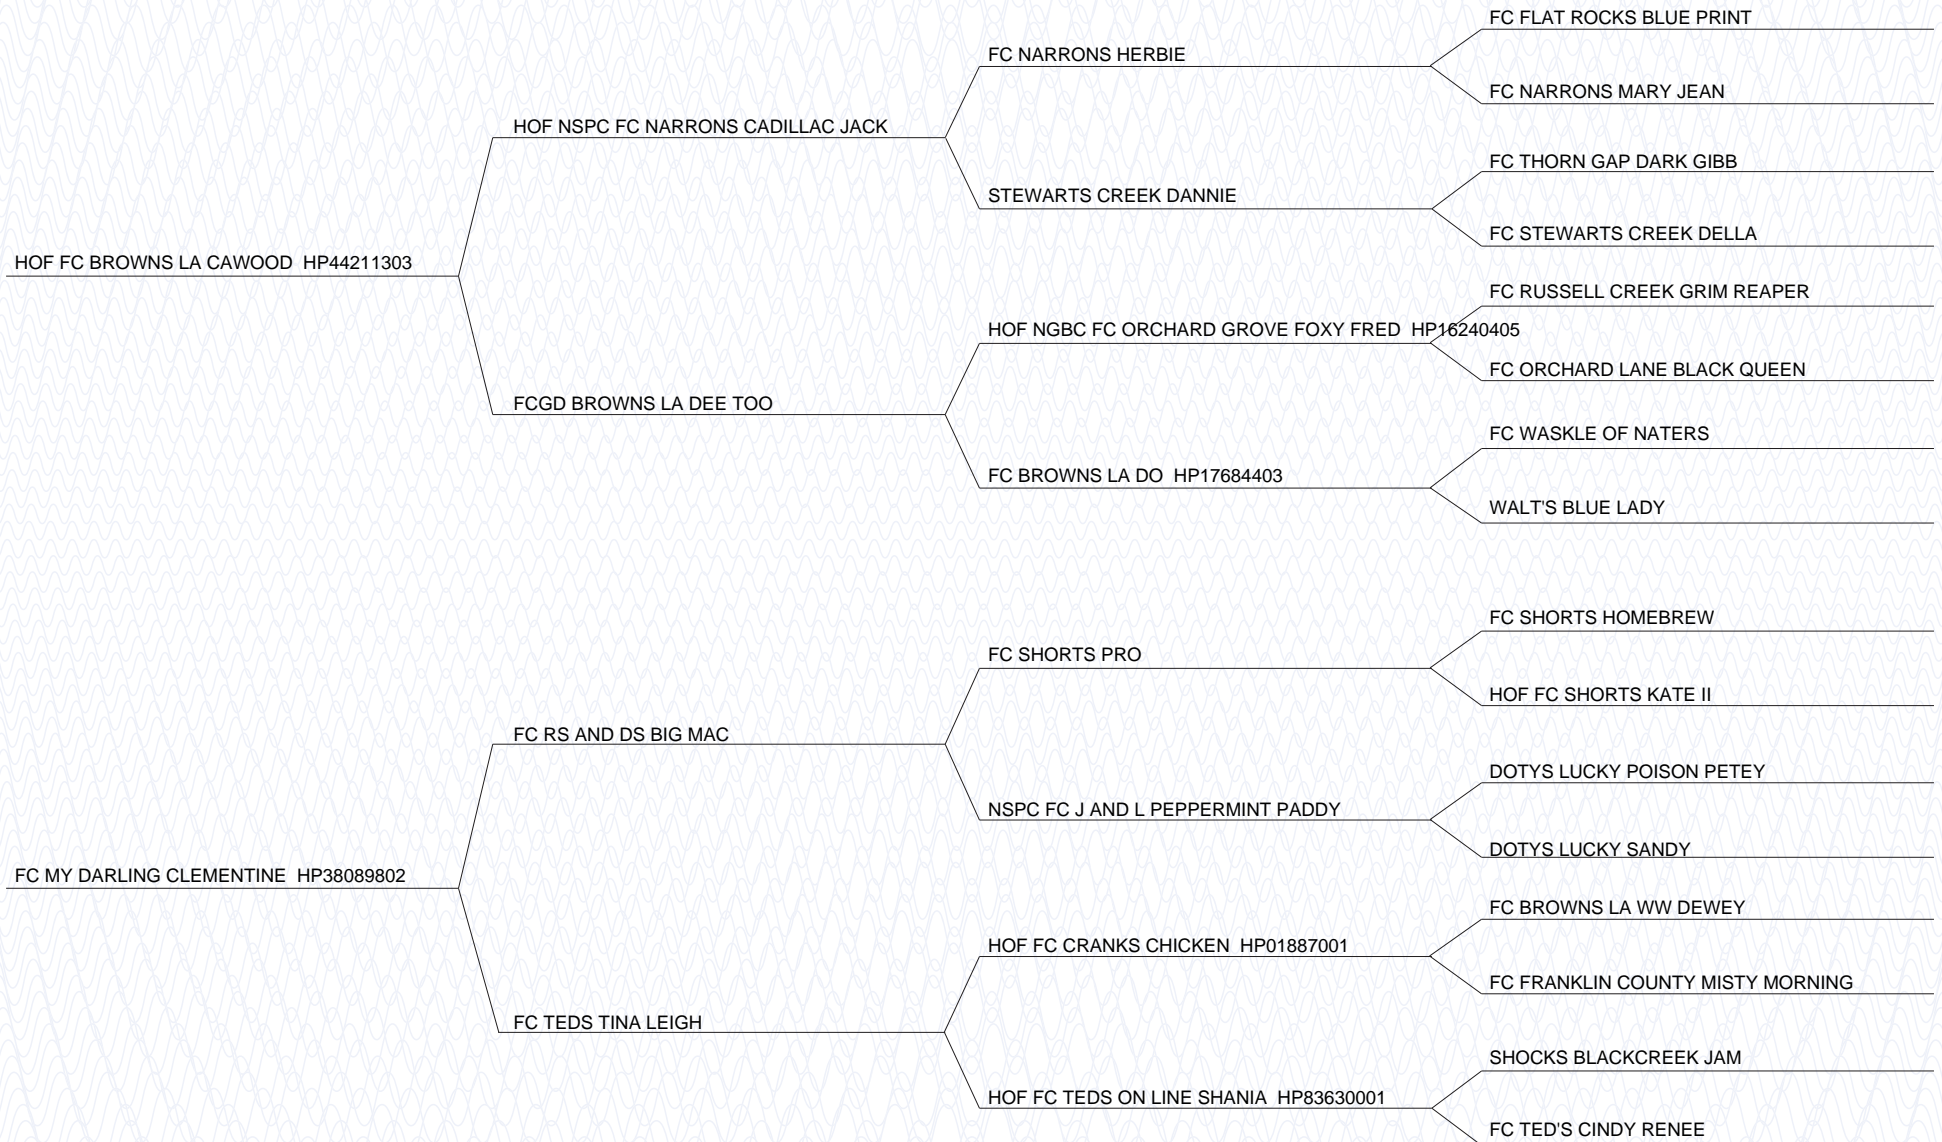 HOF FC BROWNS LA CAWOOD HP44211303
HOF NSPC FC NARRONS CADILLAC JACK
FC NARRONS HERBIE
FC FLAT ROCKS BLUE PRINT
FC NARRONS MARY JEAN
STEWARTS CREEK DANNIE
FC THORN GAP DARK GIBB
FC STEWARTS CREEK DELLA
FCGD BROWNS LA DEE TOO
HOF NGBC FC ORCHARD GROVE FOXY FRED HP16240405
FC RUSSELL CREEK GRIM REAPER
FC ORCHARD LANE BLACK QUEEN
FC BROWNS LA DO HP17684403
FC WASKLE OF NATERS
WALT'S BLUE LADY
FC MY DARLING CLEMENTINE HP38089802
FC RS AND DS BIG MAC
FC SHORTS PRO
FC SHORTS HOMEBREW
HOF FC SHORTS KATE II
NSPC FC J AND L PEPPERMINT PADDY
DOTYS LUCKY POISON PETEY
DOTYS LUCKY SANDY
FC TEDS TINA LEIGH
HOF FC CRANKS CHICKEN HP01887001
FC BROWNS LA WW DEWEY
FC FRANKLIN COUNTY MISTY MORNING
HOF FC TEDS ON LINE SHANIA HP83630001
SHOCKS BLACKCREEK JAM
FC TED'S CINDY RENEE